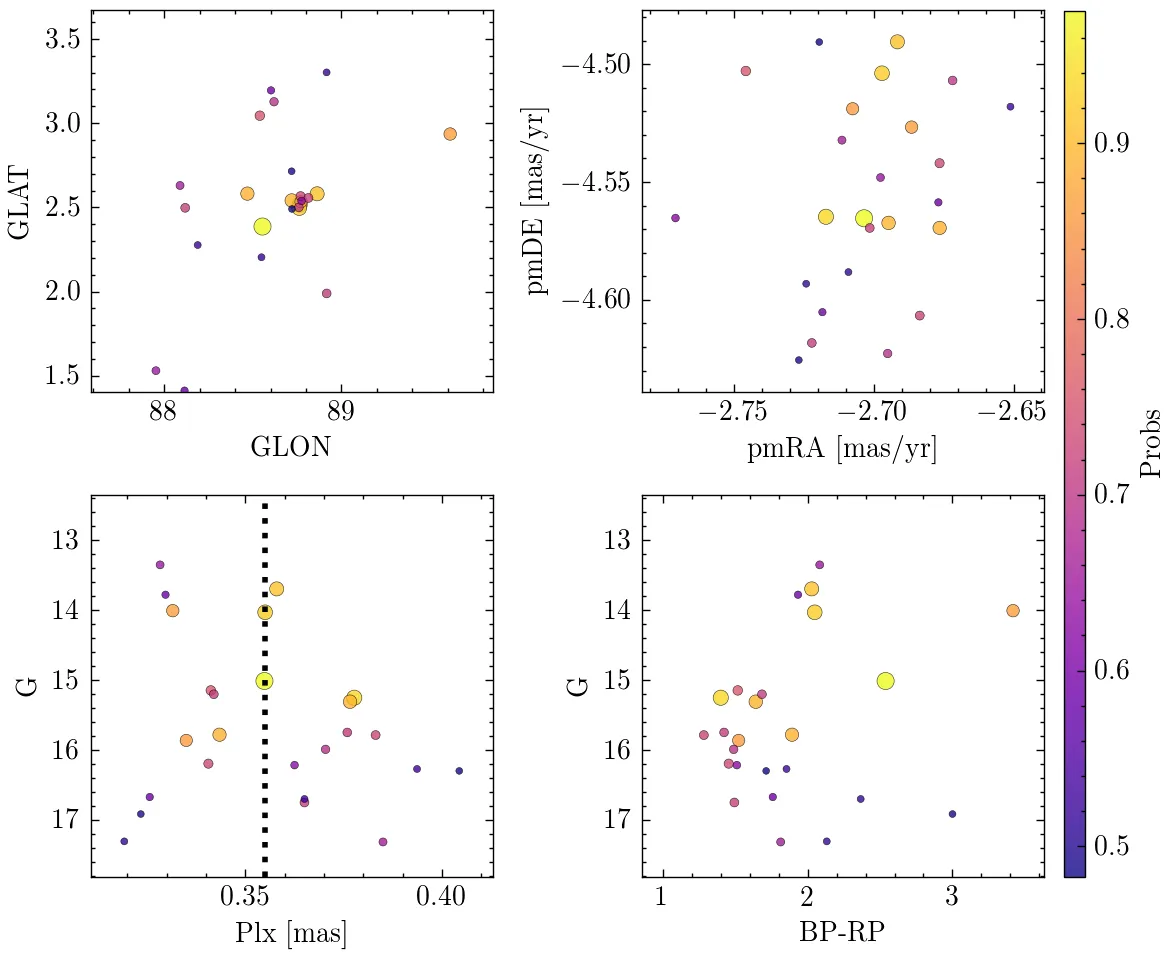 3.5
3.0
2.5
2.0
1.5
GLAT
88 89
GLON
−4.50
−4.55
−4.60
pmDE [mas/yr]
−2.75 −2.70 −2.65
pmRA [mas/yr]
13
14
15
16
17
G
0.35 0.40
Plx [mas]
13
14
15
16
17
G
1 2 3
BP-RP
0.9
0.8
0.7
0.6
0.5
Probs